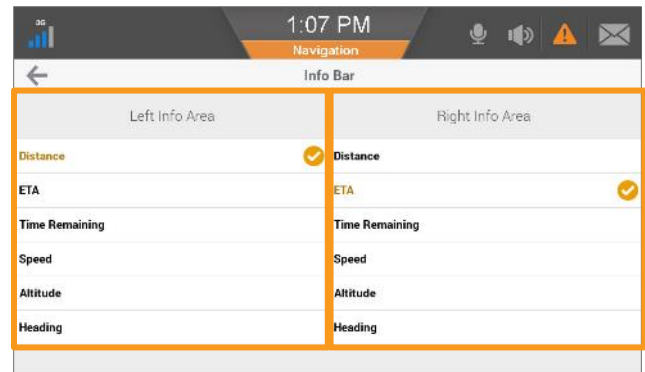 3G
1:07 PM
Navigation
Info Bar
Left Info Area
Right Info Area
Distance
Distance
ETA
ETA
Time Remaining
Time Remaining
Speed
Speed
Altitude
Altitude
Heading
Heading